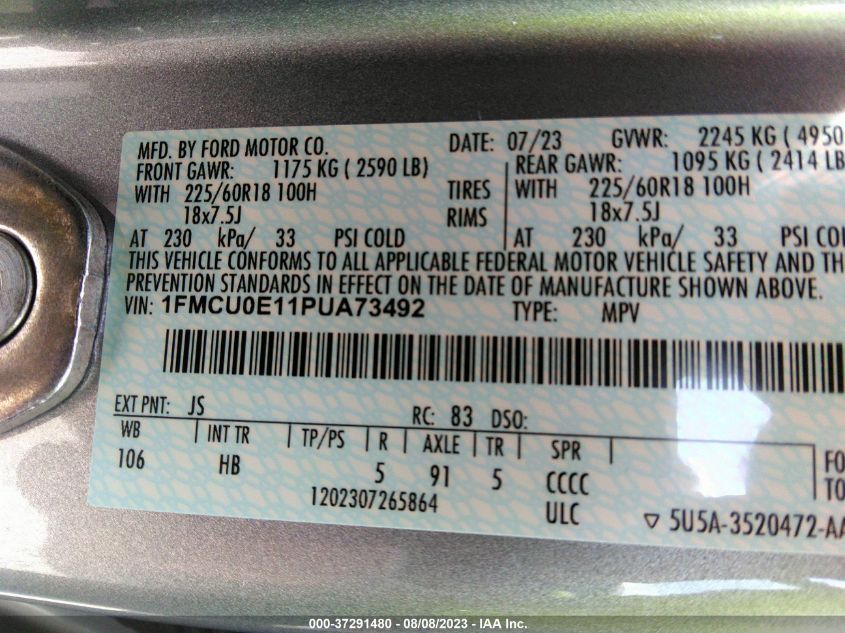 MFD. BY FORD MOTOR CO. DATE: 07/23 GVWR: 2245 KG ( 4950
FRONT GAWR: 1175 KG ( 2590 LB) REAR GAWR: 1095 KG ( 2414 LB
WITH 225/60R18 100H TIRES WITH 225/60R18 100H
18x7.5J RIMS 18x7.5J
AT 230 kPa/ 33 PSI COLD AT 230 kPa/ 33 PSI COL
THIS VEHICLE CONFORMS TO ALL APPLICABLE FEDERAL MOTOR VEHICLE SAFETY AND TH
PREVENTION STANDARDS IN EFFECT ON THE DATE OF MANUFACTURE SHOWN ABOVE.
VIN: 1FMCU0E11PUA73492 TYPE: MPV
EXT PNT: JS RC: 83 DSO:
WB INT TR TP/PS R AXLE TR SPR
106 HB 5 91 5 CCCC
FO
TO
1202307265864 ULC
▽ 5U5A-3520472-AA
000-37291480 - 08/08/2023 - IAA Inc.